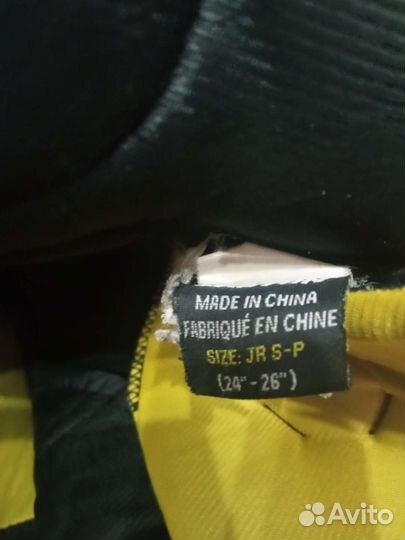 MADE IN CHINA
FABRIQUÉ EN CHINE
SIZE: JR S-P
(24"-26")
Avito